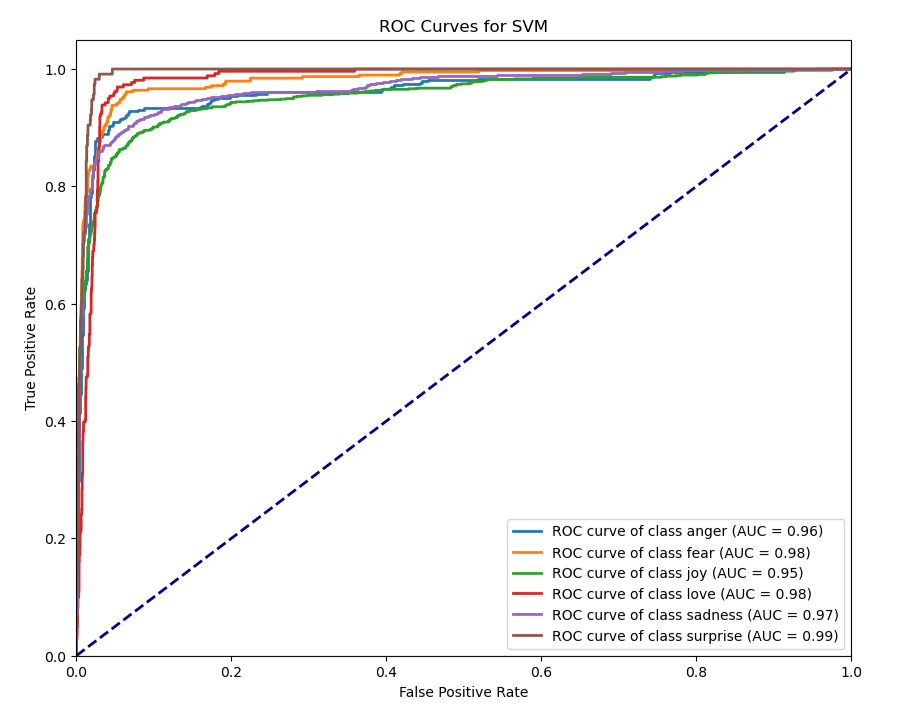 ROC Curves for SVM
True Positive Rate
1.0
0.8
0.6
0.4
0.2
0.0
ROC curve of class anger (AUC = 0.96)
ROC curve of class fear (AUC = 0.98)
ROC curve of class joy (AUC = 0.95)
ROC curve of class love (AUC = 0.98)
ROC curve of class sadness (AUC = 0.97)
ROC curve of class surprise (AUC = 0.99)
0.0 0.2 0.4 0.6 0.8 1.0
False Positive Rate